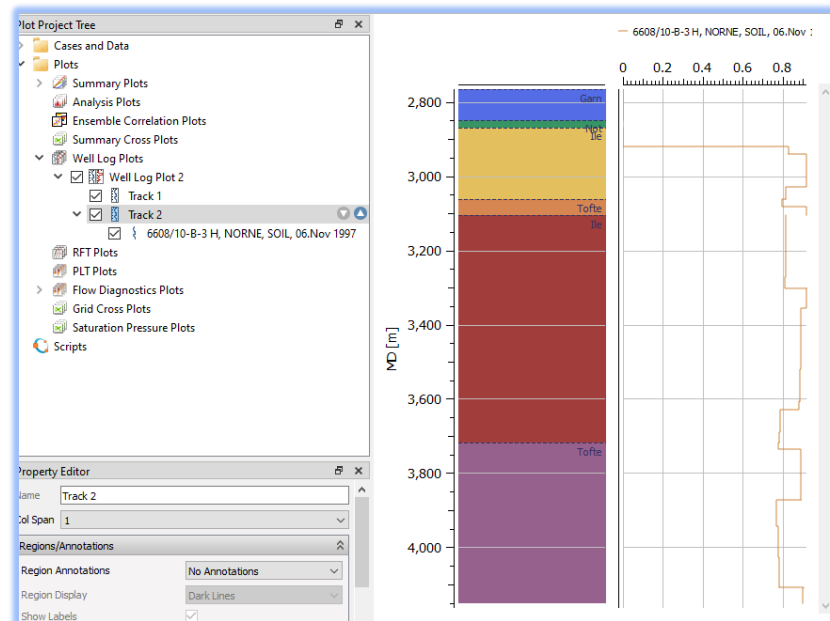 Plot Project Tree
Cases and Data
Plots
Summary Plots
Analysis Plots
Ensemble Correlation Plots
Summary Cross Plots
Well Log Plots
Well Log Plot 2
Track 1
Track 2
6608/10-B-3 H, NORNE, SOIL, 06.Nov 1997
RFT Plots
PLT Plots
Flow Diagnostics Plots
Grid Cross Plots
Saturation Pressure Plots
Scripts
Property Editor
Name Track 2
Col Span 1
Regions/Annotations
Region Annotations No Annotations
Region Display Dark Lines
Show Labels
6608/10-B-3 H, NORNE, SOIL, 06.Nov 1
0 0.2 0.4 0.6 0.8
MD [m]
2,800
3,000
3,200
3,400
3,600
3,800
4,000
Garn
Not
Ile
Tofte
Ile
Tofte